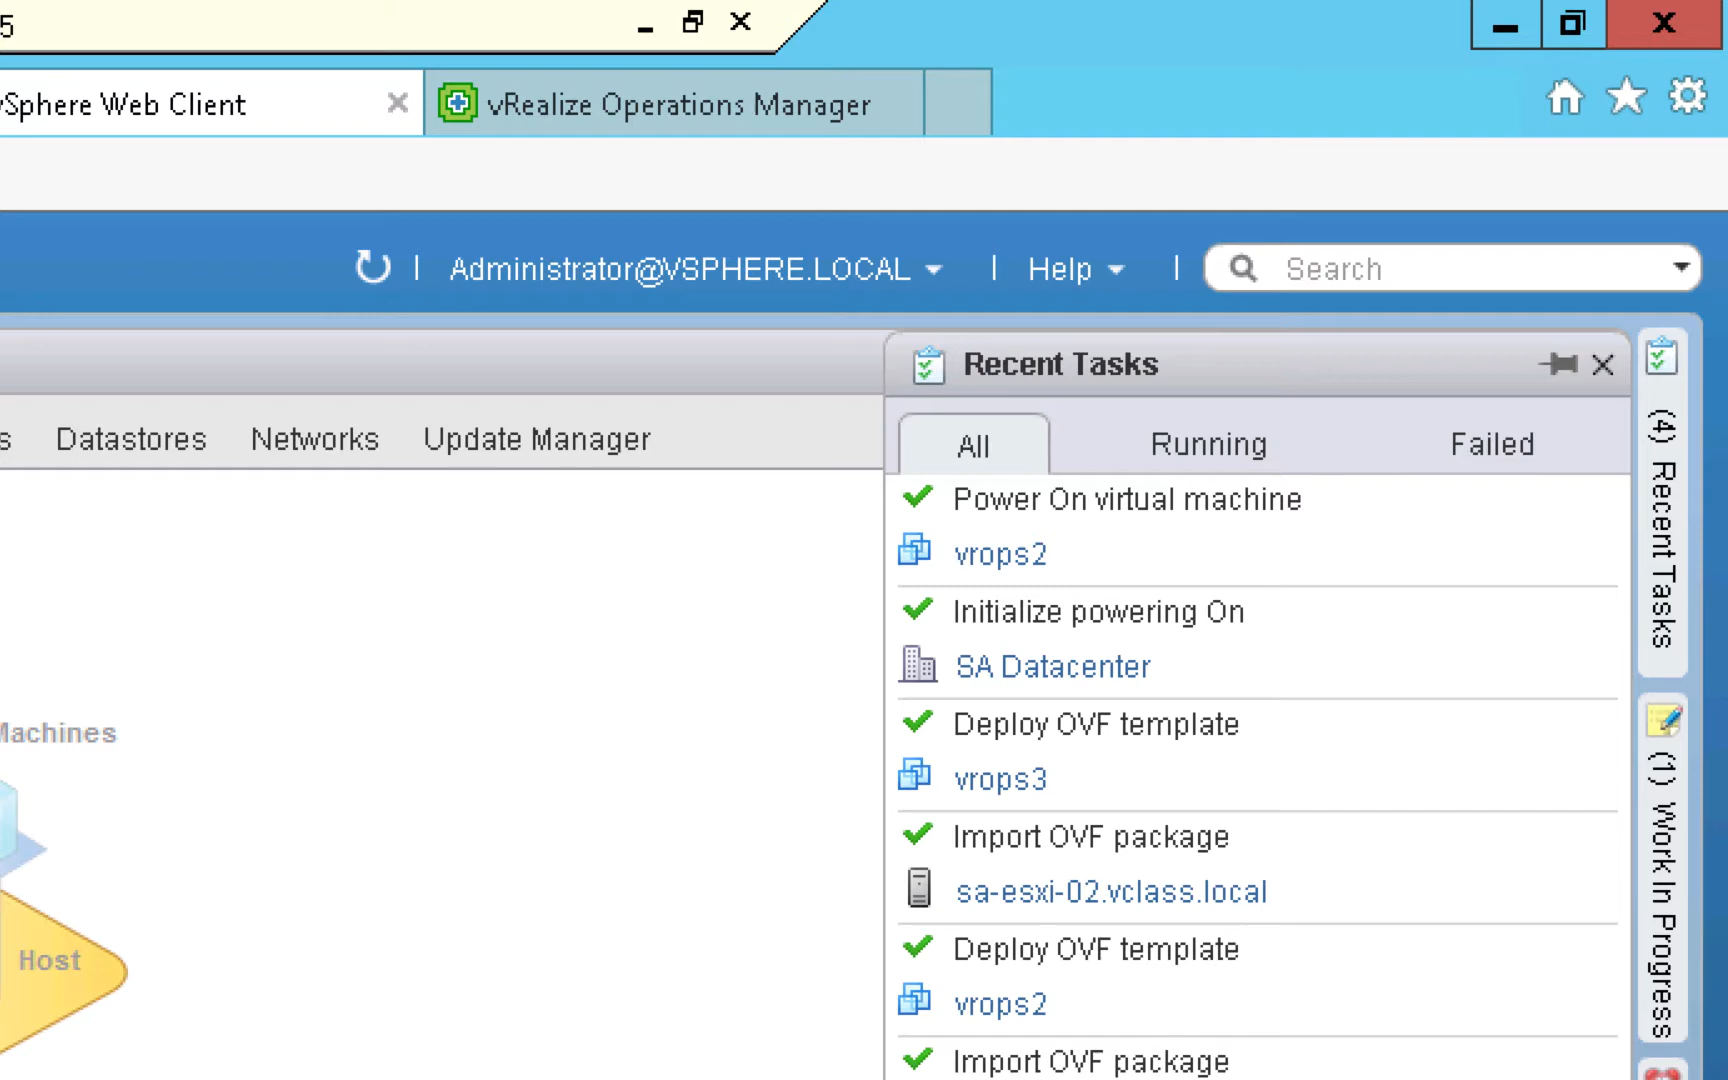 5
vSphere Web Client
vRealize Operations Manager
Administrator@VSPHERE.LOCAL
Help
Search
Recent Tasks
s Datastores Networks Update Manager
All Running Failed
Power On virtual machine
vrops2
Initialize powering On
SA Datacenter
Deploy OVF template
vrops3
Import OVF package
sa-esxi-02.vclass.local
Deploy OVF template
vrops2
Import OVF package
Machines
Host
(4) Recent Tasks
(1) Work In Progress